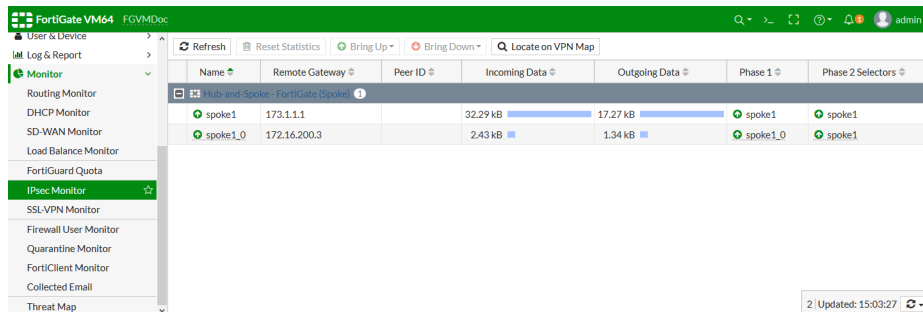 FortiGate VM64 FGVMDoc
admin
User & Device
Log & Report
Monitor
Routing Monitor
DHCP Monitor
SD-WAN Monitor
Load Balance Monitor
FortiGuard Quota
IPsec Monitor
SSL-VPN Monitor
Firewall User Monitor
Quarantine Monitor
FortiClient Monitor
Collected Email
Threat Map
Refresh Reset Statistics Bring Up Bring Down Locate on VPN Map
Name Remote Gateway Peer ID Incoming Data Outgoing Data Phase 1 Phase 2 Selectors
Hub-and-Spoke - FortiGate (Spoke) 1
spoke1 173.1.1.1 32.29 kB 17.27 kB spoke1 spoke1
spoke1_0 172.16.200.3 2.43 kB 1.34 kB spoke1_0 spoke1
2 Updated: 15:03:27